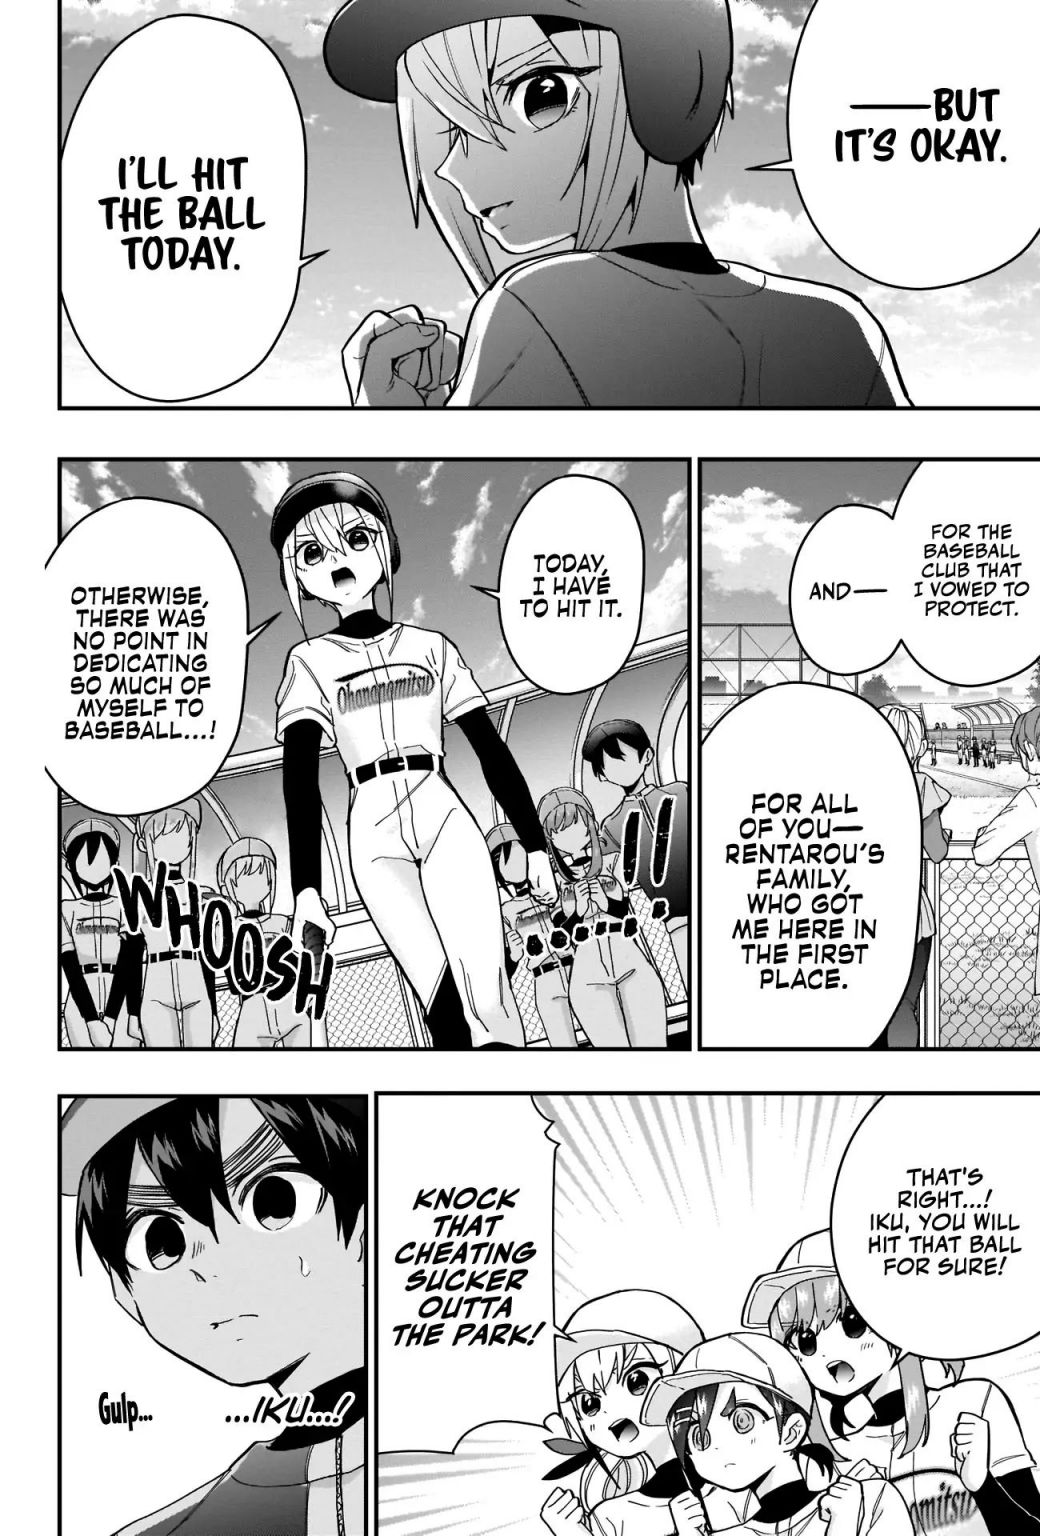 —BUT
IT'S OKAY.
I'LL HIT
THE BALL
TODAY.
FOR THE
BASEBALL
CLUB THAT
I VOWED TO
PROTECT.
AND—
FOR ALL
OF YOU—
RENTAROU'S
FAMILY,
WHO GOT
ME HERE IN
THE FIRST
PLACE.
TODAY,
I HAVE
TO HIT IT.
OTHERWISE,
THERE WAS
NO POINT IN
DEDICATING
SO MUCH OF
MYSELF TO
BASEBALL...!
Ohananomitsu
WHOOSH
!!
THAT'S
RIGHT...!
IKU, YOU WILL
HIT THAT BALL
FOR SURE!
KNOCK
THAT
CHEATING
SUCKER
OUTTA
THE PARK!
...IKU...!
Gulp...